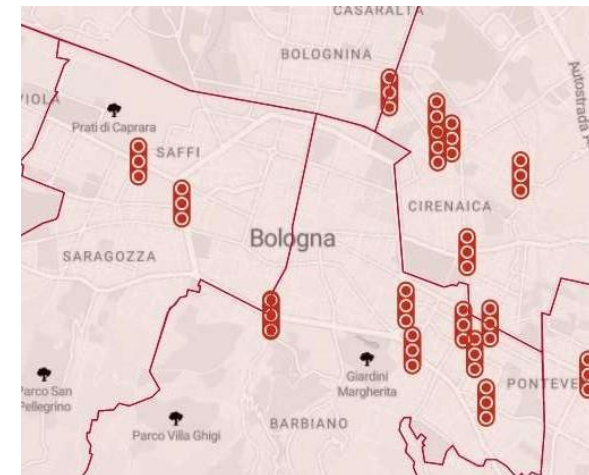 CASARALTA
BOLOGNINA
VIOLA
Prati di Caprara
SAFFI
Autostrada
CIRENAICA
Bologna
SARAGOZZA
Giardini
Margherita
Parco San
Pellegrino
PONTEVE
BARBIANO
Parco Villa Ghigi